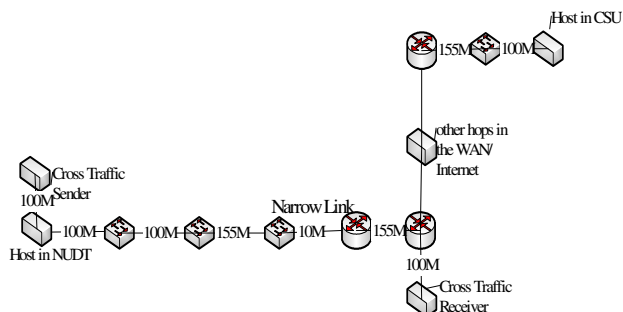 Host in CSU
155M
100M
other hops in
the WAN/
Internet
Cross Traffic
Sender
100M
Narrow Link
100M
100M
155M
10M
155M
Host in NUDT
100M
Cross Traffic
Receiver